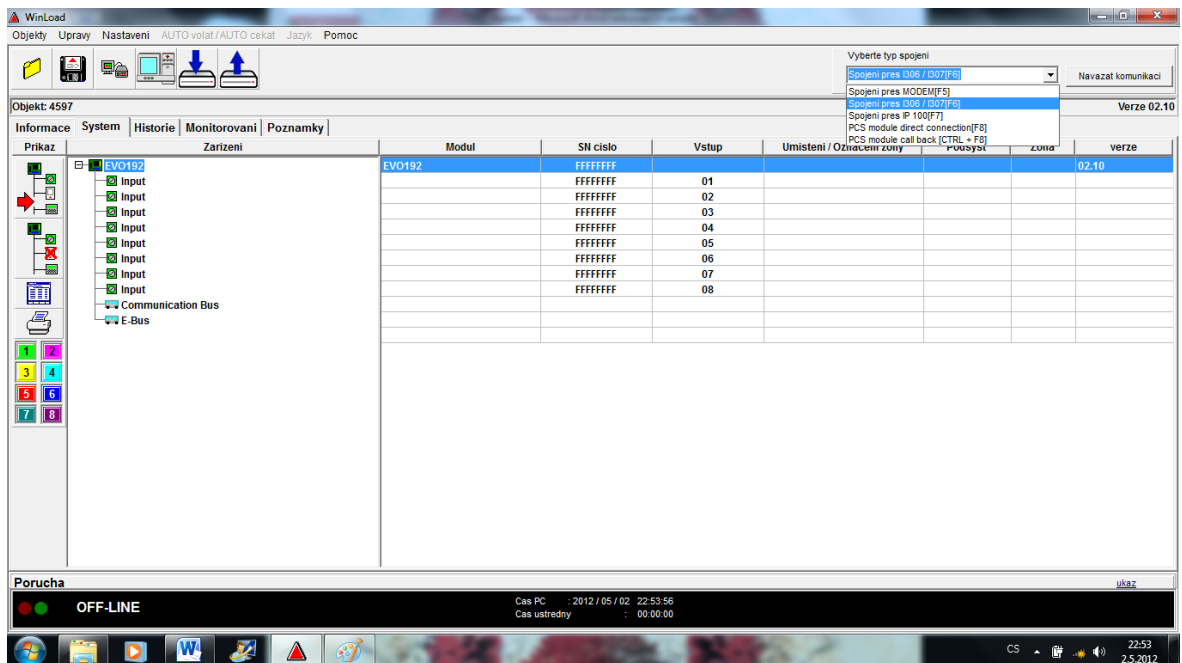 WinLoad
Objekty Upravy Nastaveni AUTO volat / AUTO cekat Jazyk Pomoc
Vyberte typ spojeni
Spojeni pres I306 / I307[F6]
Navazat komunikaci
Spojeni pres MODEM[F5]
Spojeni pres I306 / I307[F6]
Spojeni pres IP 100[F7]
PCS module direct connection[F8]
PCS module call back [CTRL + F8]
Objekt: 4597
Verze 02.10
Informace System Historie Monitorovani Poznamky
Prikaz Zarizeni Modul SN cislo Vstup Umisteni / Oznaceni zony Podsyst Zona verze
EVO192 EVO192 FFFFFFFF 02.10
Input FFFFFFFF 01
Input FFFFFFFF 02
Input FFFFFFFF 03
Input FFFFFFFF 04
Input FFFFFFFF 05
Input FFFFFFFF 06
Input FFFFFFFF 07
Input FFFFFFFF 08
Communication Bus
E-Bus
1 2
3 4
5 6
7 8
Porucha ukaz
OFF-LINE
Cas PC : 2012 / 05 / 02 22:53:56
Cas ustredny : 00:00:00
CS
22:53
2.5.2012